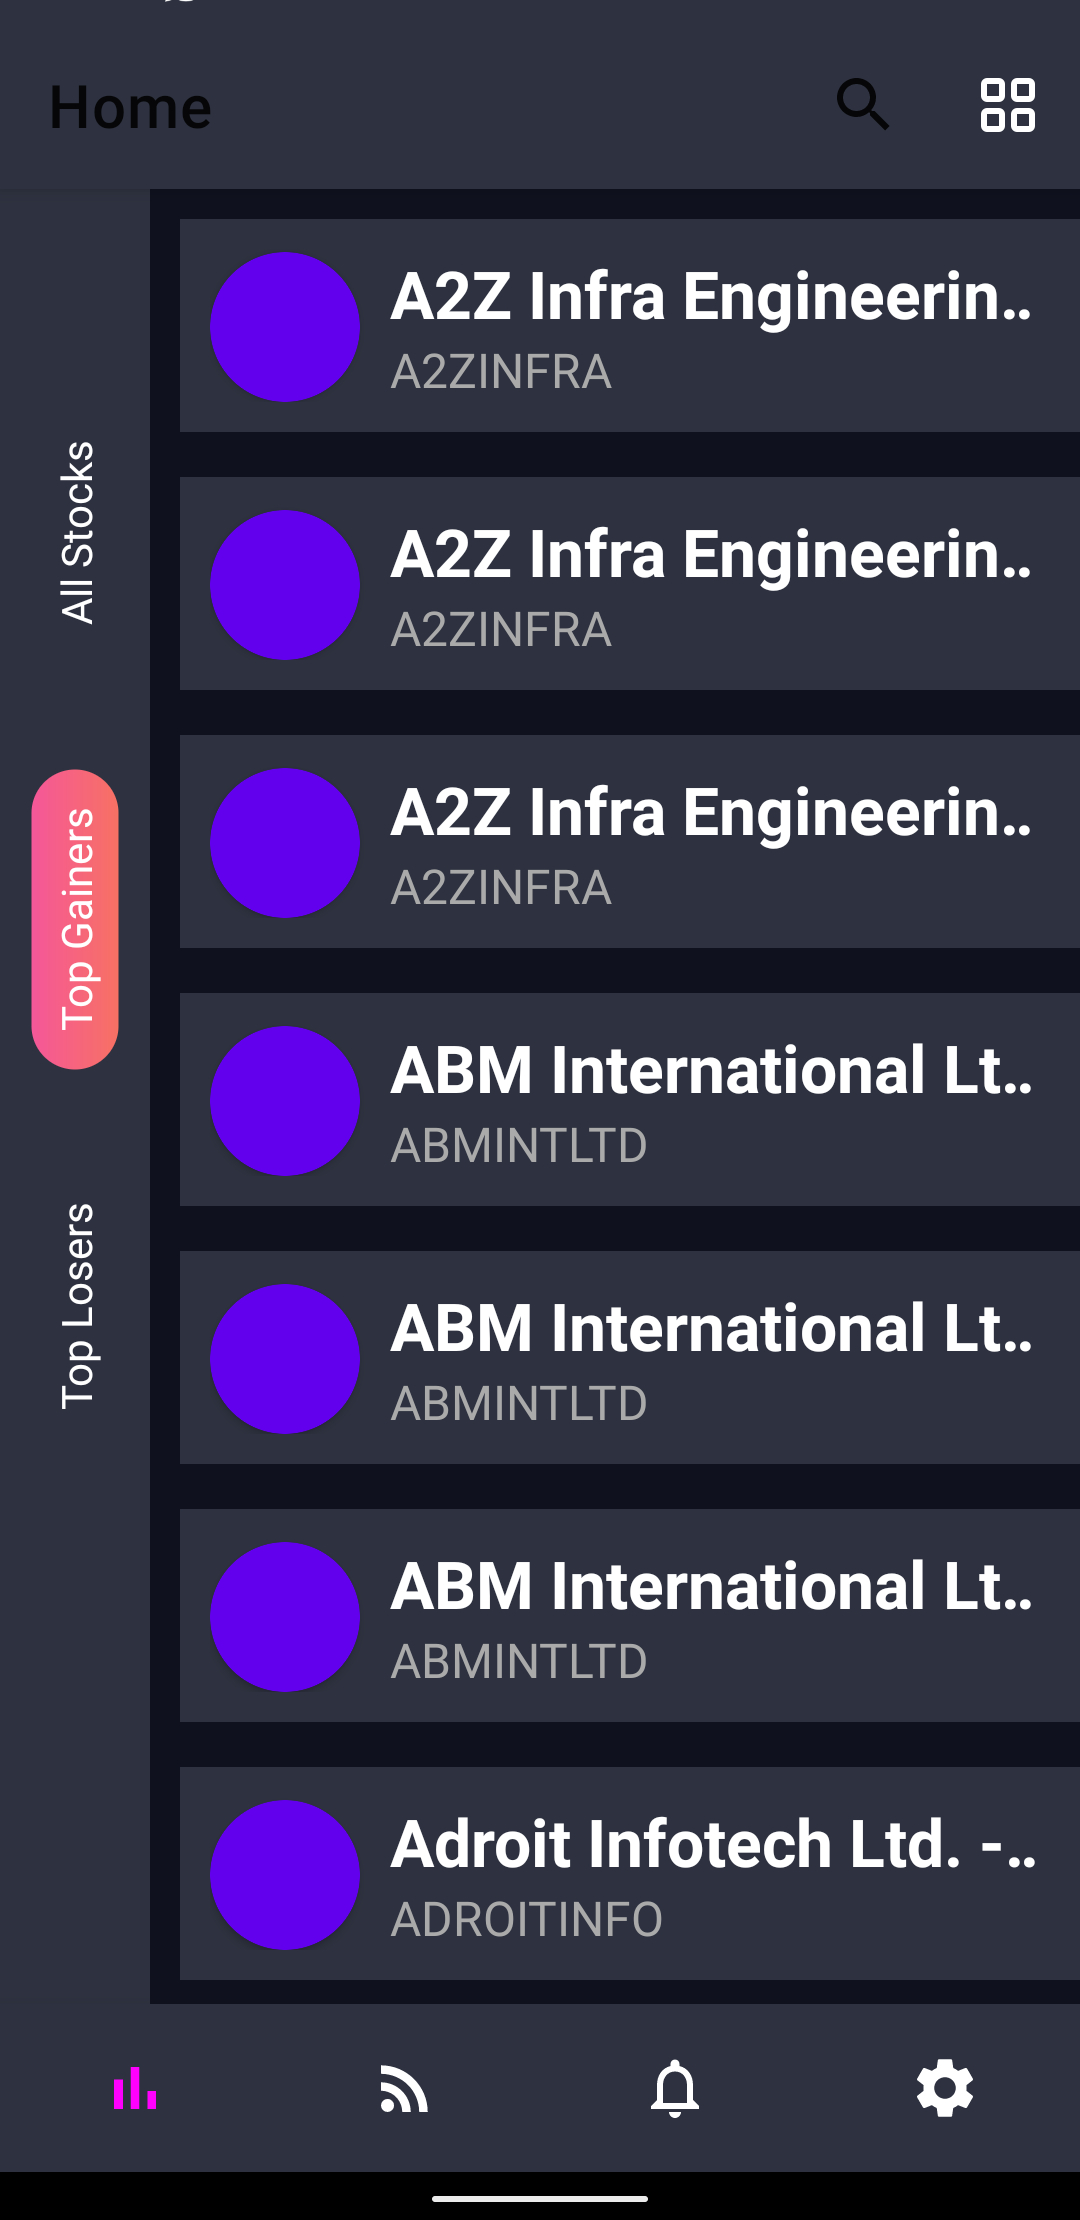 Home
All Stocks
Top Gainers
Top Losers
A2Z Infra Engineerin..
A2ZINFRA
A2Z Infra Engineerin..
A2ZINFRA
A2Z Infra Engineerin..
A2ZINFRA
ABM International Lt..
ABMINTLTD
ABM International Lt..
ABMINTLTD
ABM International Lt..
ABMINTLTD
Adroit Infotech Ltd. -..
ADROITINFO